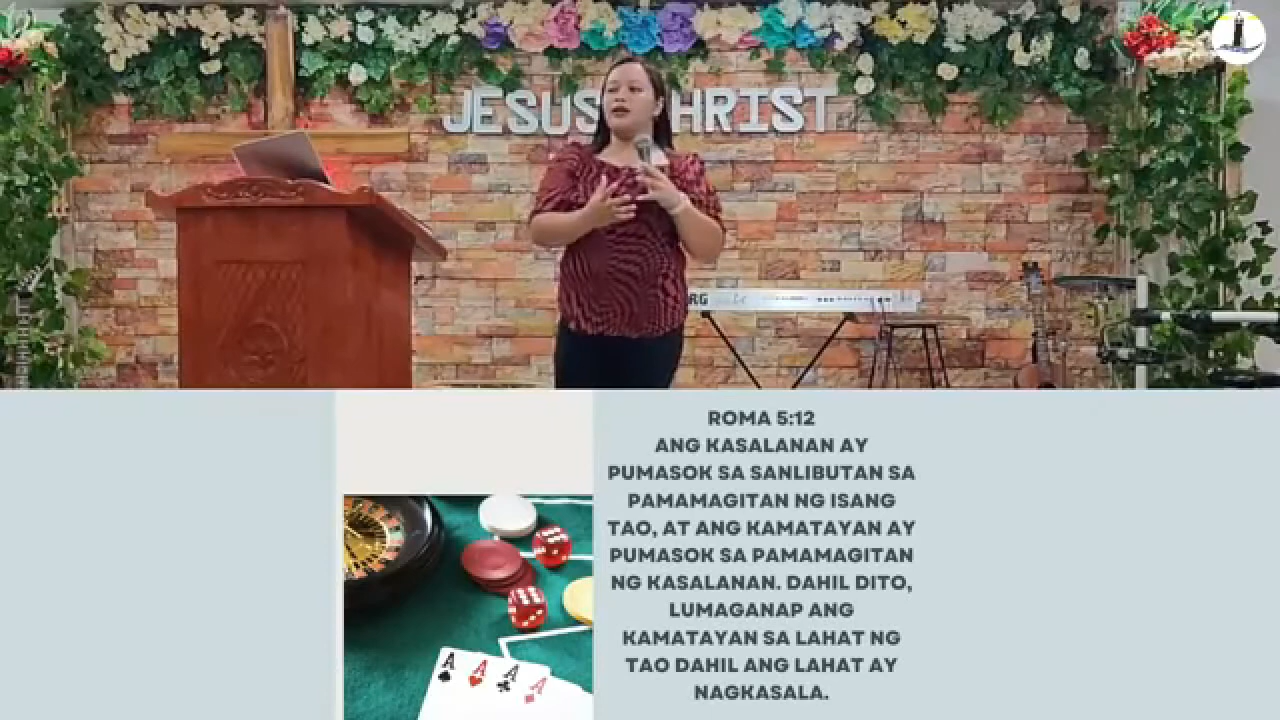 JESUS CHRIST
RG
ROMA 5:12
ANG KASALANAN AY
PUMASOK SA SANLIBUTAN SA
PAMAMAGITAN NG ISANG
TAO, AT ANG KAMATAYAN AY
PUMASOK SA PAMAMAGITAN
NG KASALANAN. DAHIL DITO,
LUMAGANAP ANG
KAMATAYAN SA LAHAT NG
TAO DAHIL ANG LAHAT AY
NAGKASALA.
A A A A